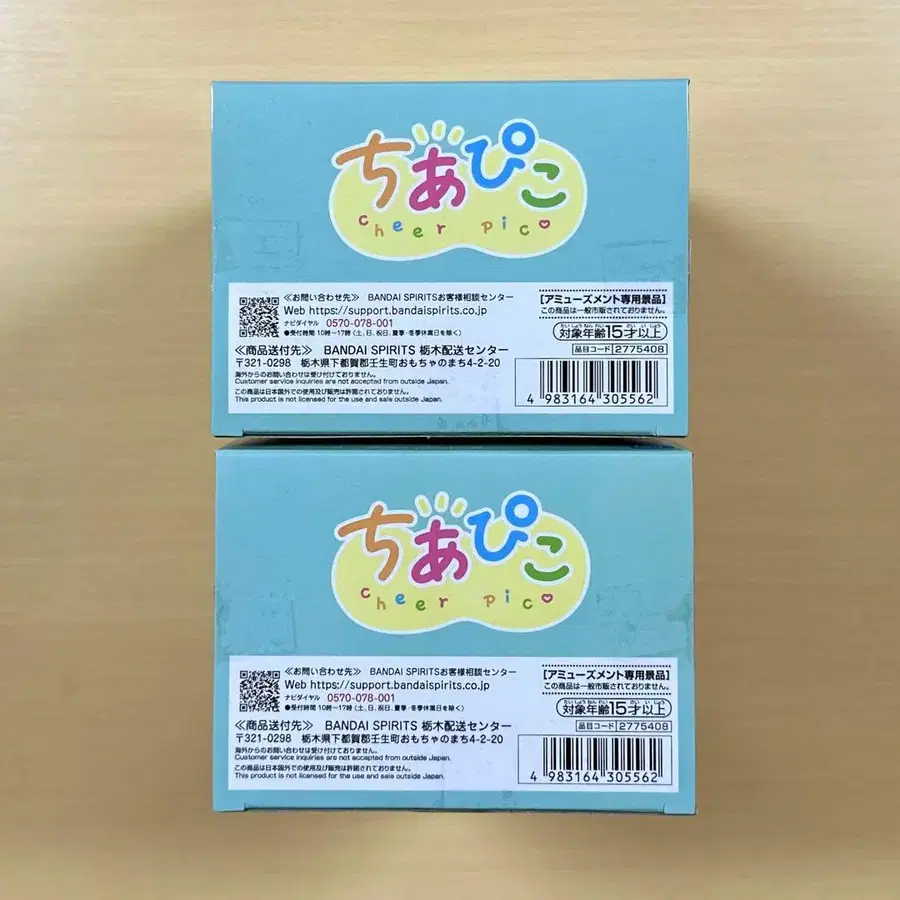 ちあぴこ
cheer pico
≪お問い合わせ先≫ BANDAI SPIRITSお客様相談センター
Web https://support.bandaispirits.co.jp
ナビダイヤル 0570-078-001
●受付時間 10時～17時 (土、日、祝日、夏季・冬季休業日を除く)
≪商品送付先≫ BANDAI SPIRITS 栃木配送センター
〒321-0298 栃木県下都賀郡壬生町おもちゃのまち4-2-20
海外からのお問い合わせは受け付けておりません。
Customer service inquiries are not accepted from outside Japan.
この商品は日本国外での使用及び販売は許諾されておりません。
This product is not licensed for the use and sale outside Japan.
【アミューズメント専用景品】
この商品は一般市販されておりません。
対象年齢15才以上
品目コード 2775408
4 983164 305562
ちあぴこ
cheer pico
≪お問い合わせ先≫ BANDAI SPIRITSお客様相談センター
Web https://support.bandaispirits.co.jp
ナビダイヤル 0570-078-001
●受付時間 10時～17時 (土、日、祝日、夏季・冬季休業日を除く)
≪商品送付先≫ BANDAI SPIRITS 栃木配送センター
〒321-0298 栃木県下都賀郡壬生町おもちゃのまち4-2-20
海外からのお問い合わせは受け付けておりません。
Customer service inquiries are not accepted from outside Japan.
この商品は日本国外での使用及び販売は許諾されておりません。
This product is not licensed for the use and sale outside Japan.
【アミューズメント専用景品】
この商品は一般市販されておりません。
対象年齢15才以上
品目コード 2775408
4 983164 305562